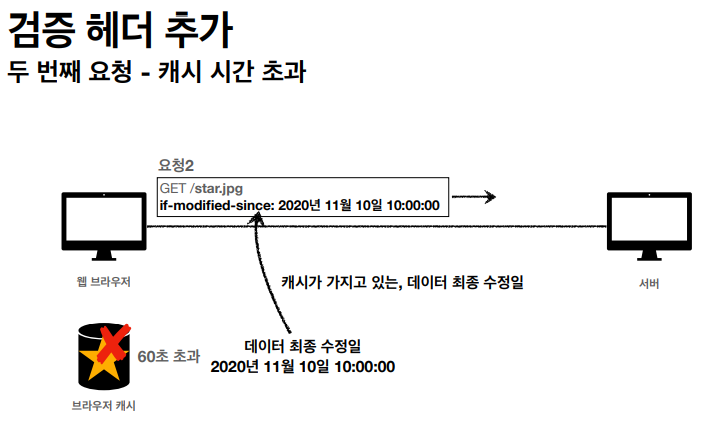 검증 헤더 추가
두 번째 요청 - 캐시 시간 초과
요청2
GET /star.jpg
if-modified-since: 2020년 11월 10일 10:00:00
웹 브라우저
캐시가 가지고 있는, 데이터 최종 수정일
서버
데이터 최종 수정일
60초 초과
2020년 11월 10일 10:00:00
브라우저 캐시